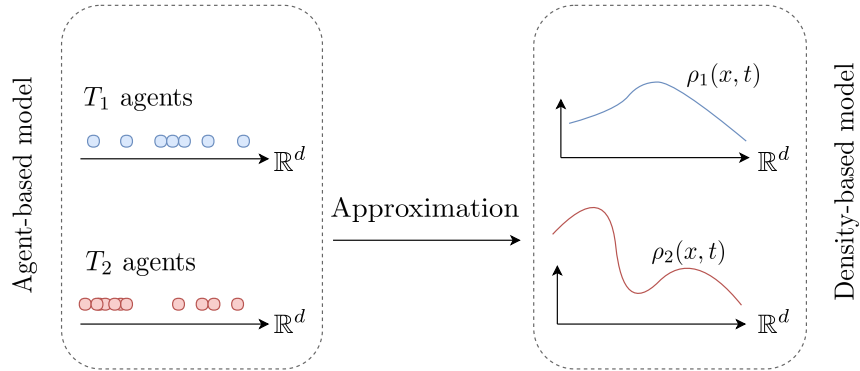 Agent-based model
T₁ agents
ℝᵈ
T₂ agents
ℝᵈ
Approximation
ρ₁(x, t)
ℝᵈ
ρ₂(x, t)
ℝᵈ
Density-based model